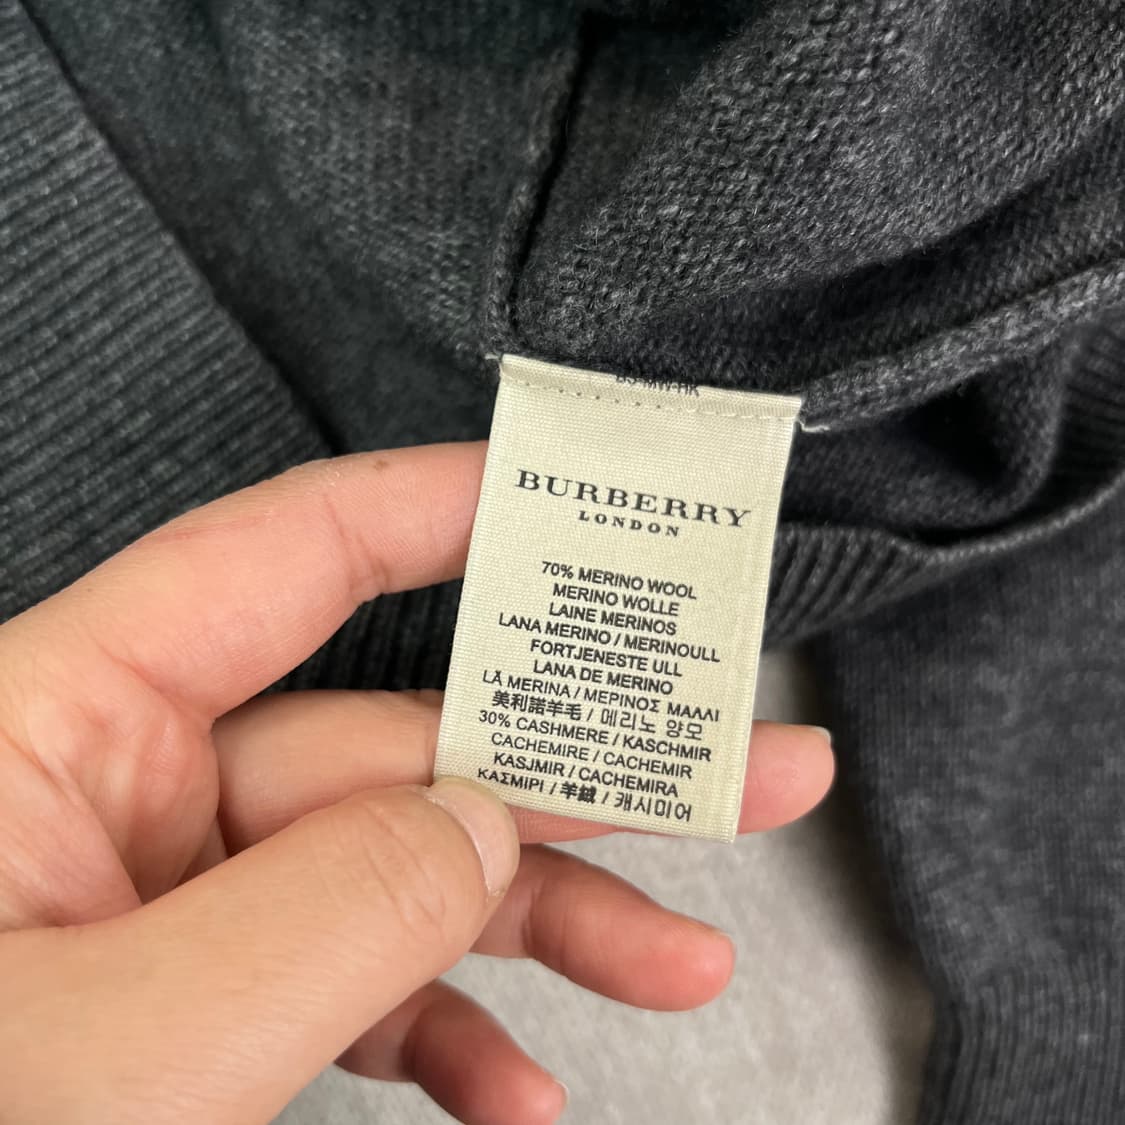 BURBERRY
LONDON
70% MERINO WOOL
MERINO WOLLE
LAINE MERINOS
LANA MERINO / MERINOULL
FORTJENESTE ULL
LANA DE MERINO
LÃ MERINA / ΜΕΡΙΝΟΣ ΜΑΛΛΙ
美利諾羊毛 / 메리노 양모
30% CASHMERE / KASCHMIR
CACHEMIRE / CACHEMIR
KASJMIR / CACHEMIRA
ΚΑΣΜΙΡΙ / 羊絨 / 캐시미어